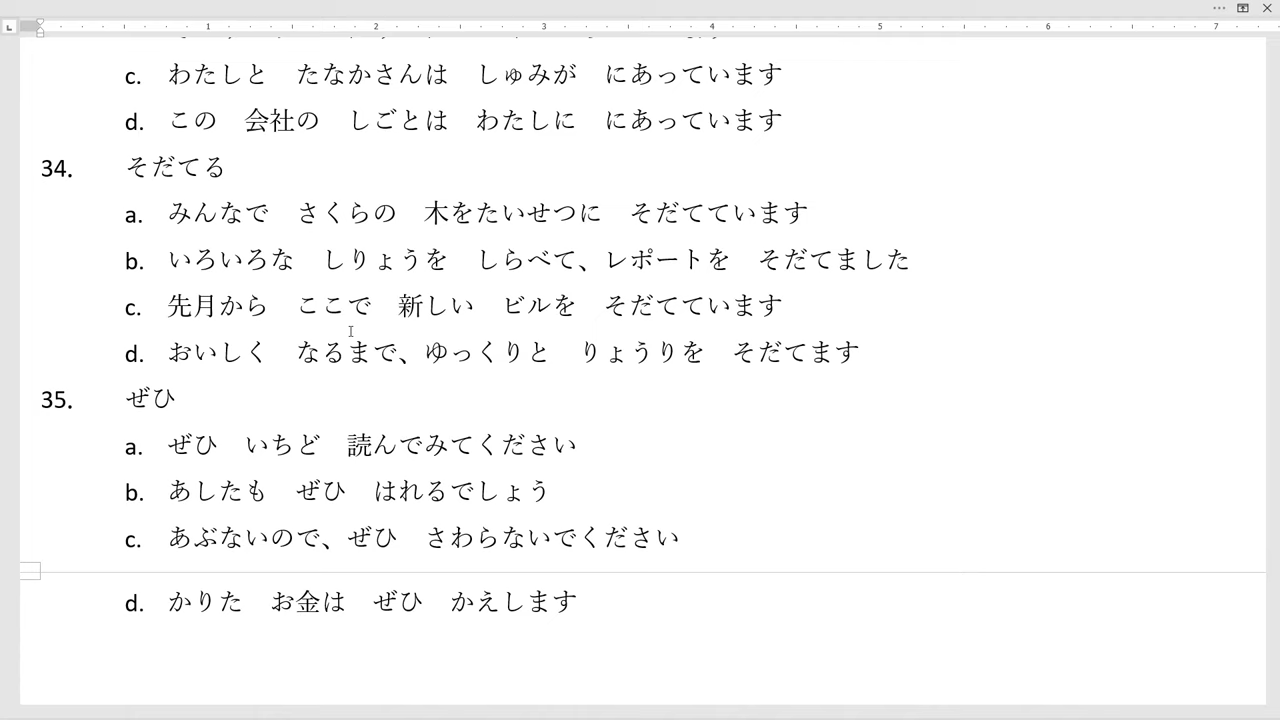 1 2 3 4 5 6 7
c. わたしと　たなかさんは　しゅみが　にあっています
d. この　会社の　しごとは　わたしに　にあっています
34. そだてる
a. みんなで　さくらの　木をたいせつに　そだてています
b. いろいろな　しりょうを　しらべて、レポートを　そだてました
c. 先月から　ここで　新しい　ビルを　そだてています
d. おいしく　なるまで、ゆっくりと　りょうりを　そだてます
35. ぜひ
a. ぜひ　いちど　読んでみてください
b. あしたも　ぜひ　はれるでしょう
c. あぶないので、ぜひ　さわらないでください
d. かりた　お金は　ぜひ　かえします